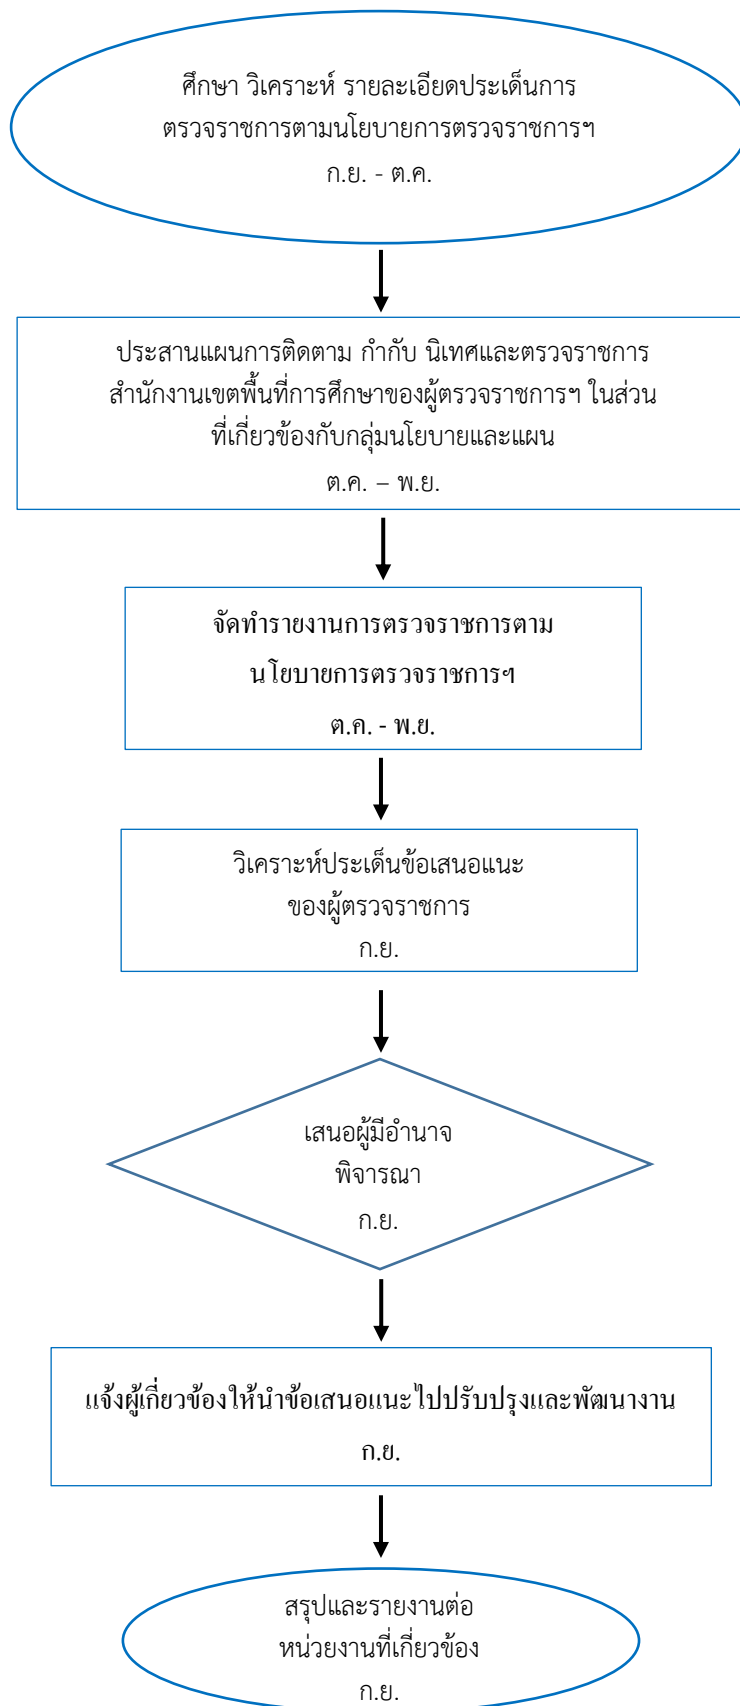 ศึกษา วิเคราะห์ รายละเอียดประเด็นการ
ตรวจราชการตามนโยบายการตรวจราชการฯ
ก.ย. - ต.ค.
ประสานแผนการติดตาม กำกับ นิเทศและตรวจราชการ
สำนักงานเขตพื้นที่การศึกษาของผู้ตรวจราชการฯ ในส่วน
ที่เกี่ยวข้องกับกลุ่มนโยบายและแผน
ต.ค. – พ.ย.
จัดทำรายงานการตรวจราชการตาม
นโยบายการตรวจราชการฯ
ต.ค. - พ.ย.
วิเคราะห์ประเด็นข้อเสนอแนะ
ของผู้ตรวจราชการ
ก.ย.
เสนอผู้มีอำนาจ
พิจารณา
ก.ย.
แจ้งผู้เกี่ยวข้องให้นำข้อเสนอแนะไปปรับปรุงและพัฒนางาน
ก.ย.
สรุปและรายงานต่อ
หน่วยงานที่เกี่ยวข้อง
ก.ย.